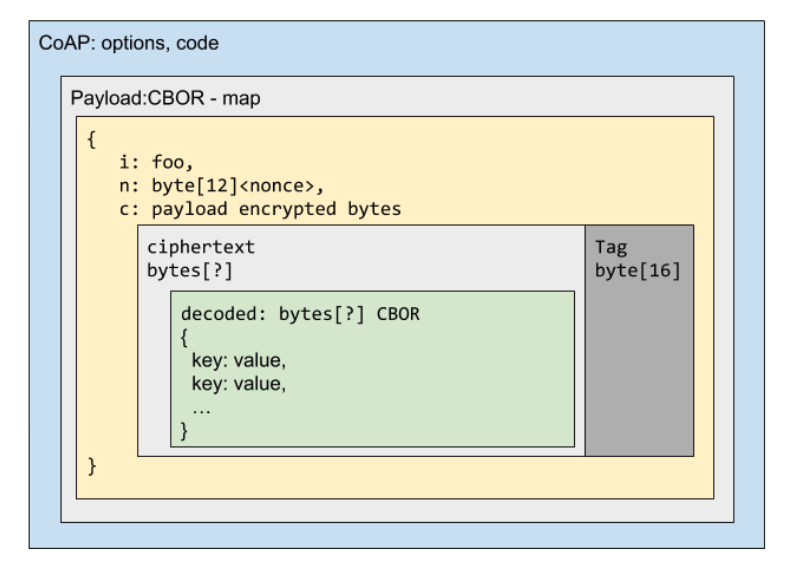 CoAP: options, code
Payload:CBOR - map
{
i: foo,
n: byte[12]<nonce>,
c: payload encrypted bytes
ciphertext
bytes[?]
Tag
byte[16]
decoded: bytes[?] CBOR
{
key: value,
key: value,
…
}
}